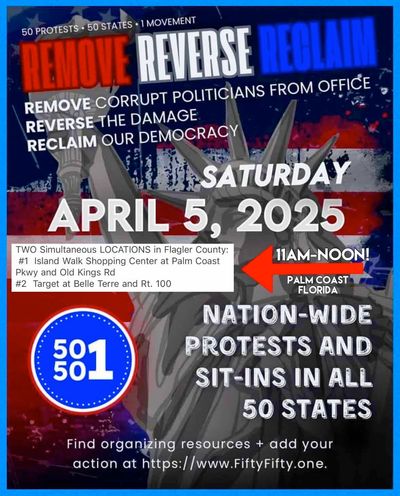 50 PROTESTS • 50 STATES • 1 MOVEMENT
REMOVE REVERSE RECLAIM
REMOVE CORRUPT POLITICIANS FROM OFFICE
REVERSE THE DAMAGE
RECLAIM OUR DEMOCRACY
SATURDAY
APRIL 5, 2025
TWO Simultaneous LOCATIONS in Flagler County:
#1 Island Walk Shopping Center at Palm Coast
Pkwy and Old Kings Rd
#2 Target at Belle Terre and Rt. 100
11AM-NOON!
PALM COAST
FLORIDA
50
50
1
NATION-WIDE
PROTESTS AND
SIT-INS IN ALL
50 STATES
Find organizing resources + add your
action at https://www.FiftyFifty.one.